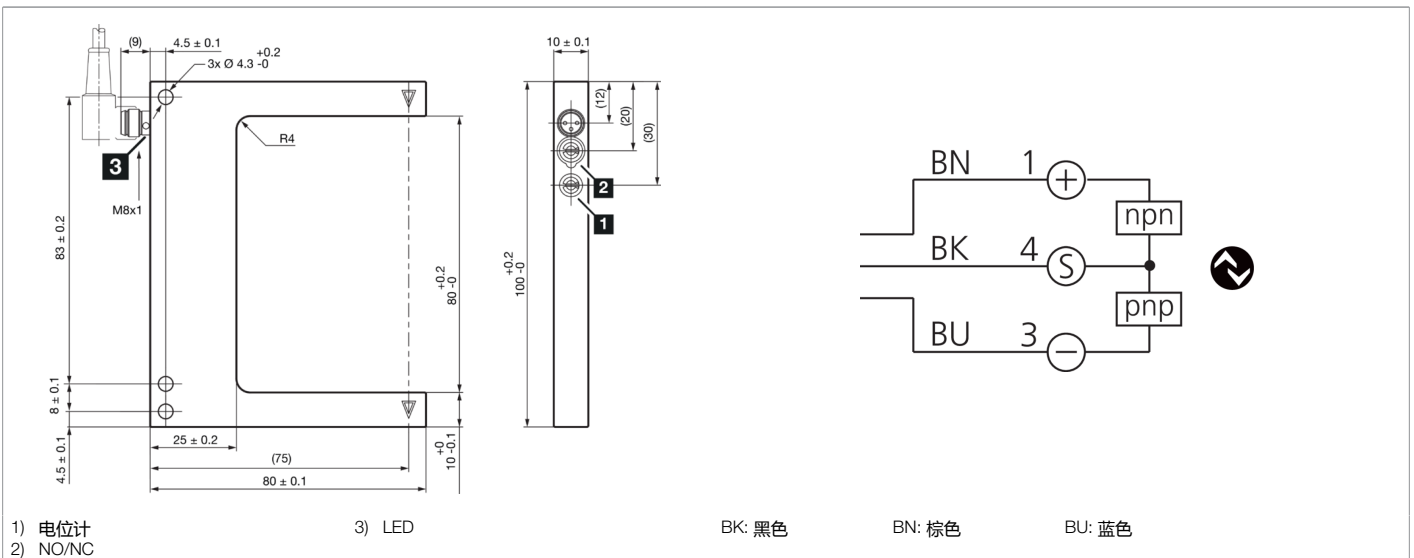 (9)
4.5 ± 0.1
3x Ø 4.3 +0.2 -0
R4
3
M8x1
83 ± 0.2
8 ± 0.1
4.5 ± 0.1
25 ± 0.2
(75)
80 ± 0.1
+0.2
80 -0
+0
10 -0.1
10 ± 0.1
(12)
(20)
(30)
2
1
+0.2
100 -0
BN 1 +
npn
BK 4 S
pnp
BU 3 −
1) 电位计 3) LED BK: 黑色 BN: 棕色 BU: 蓝色
2) NO/NC